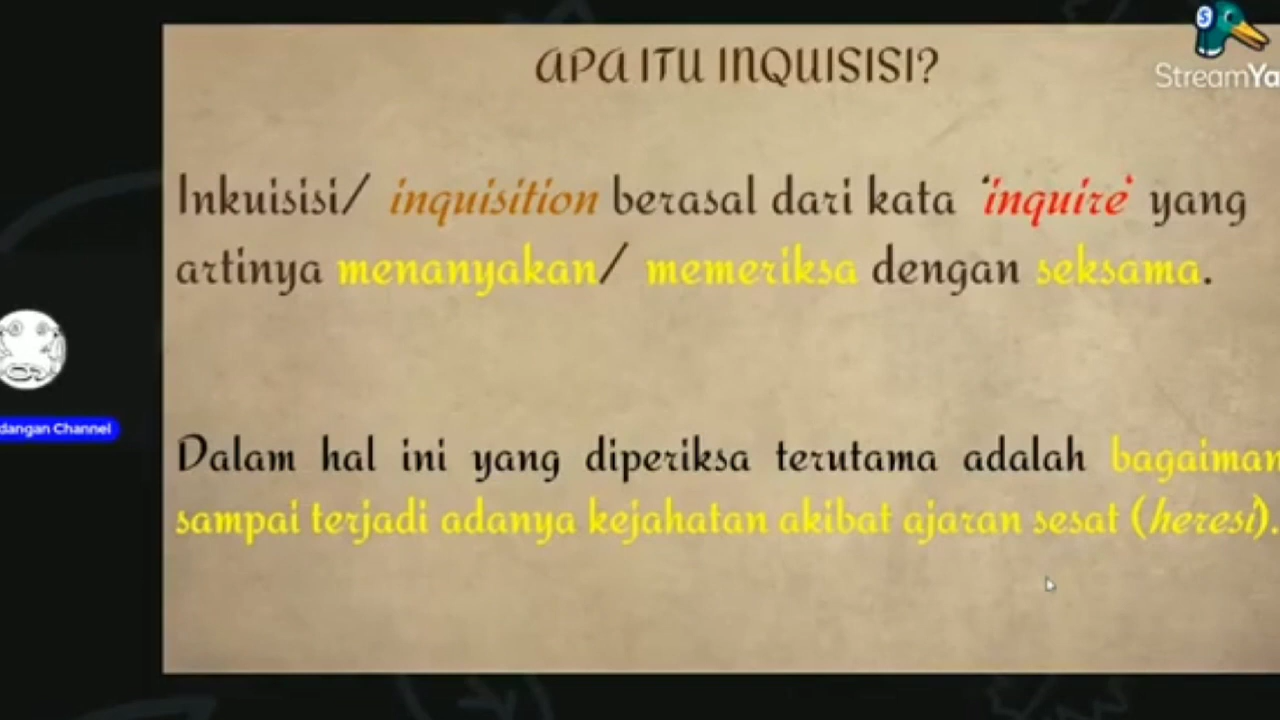 APA ITU INQUISISI?
StreamYa
Inkuisisi/ inquisition berasal dari kata 'inquire' yang
artinya menanyakan/ memeriksa dengan seksama.
dangan Channel
Dalam hal ini yang diperiksa terutama adalah bagaiman
sampai terjadi adanya kejahatan akibat ajaran sesat (heresi).